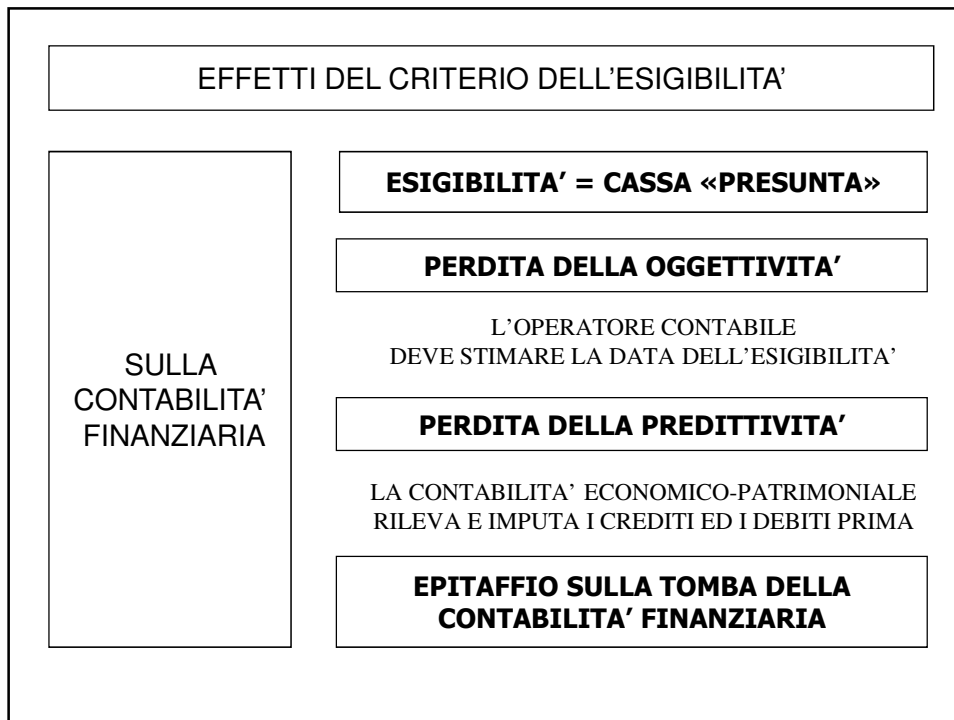 EFFETTI DEL CRITERIO DELL’ESIGIBILITA’
SULLA
CONTABILITA’
FINANZIARIA
ESIGIBILITA’ = CASSA «PRESUNTA»
PERDITA DELLA OGGETTIVITA’
L’OPERATORE CONTABILE
DEVE STIMARE LA DATA DELL’ESIGIBILITA’
PERDITA DELLA PREDITTIVITA’
LA CONTABILITA’ ECONOMICO-PATRIMONIALE
RILEVA E IMPUTA I CREDITI ED I DEBITI PRIMA
EPITAFFIO SULLA TOMBA DELLA
CONTABILITA’ FINANZIARIA